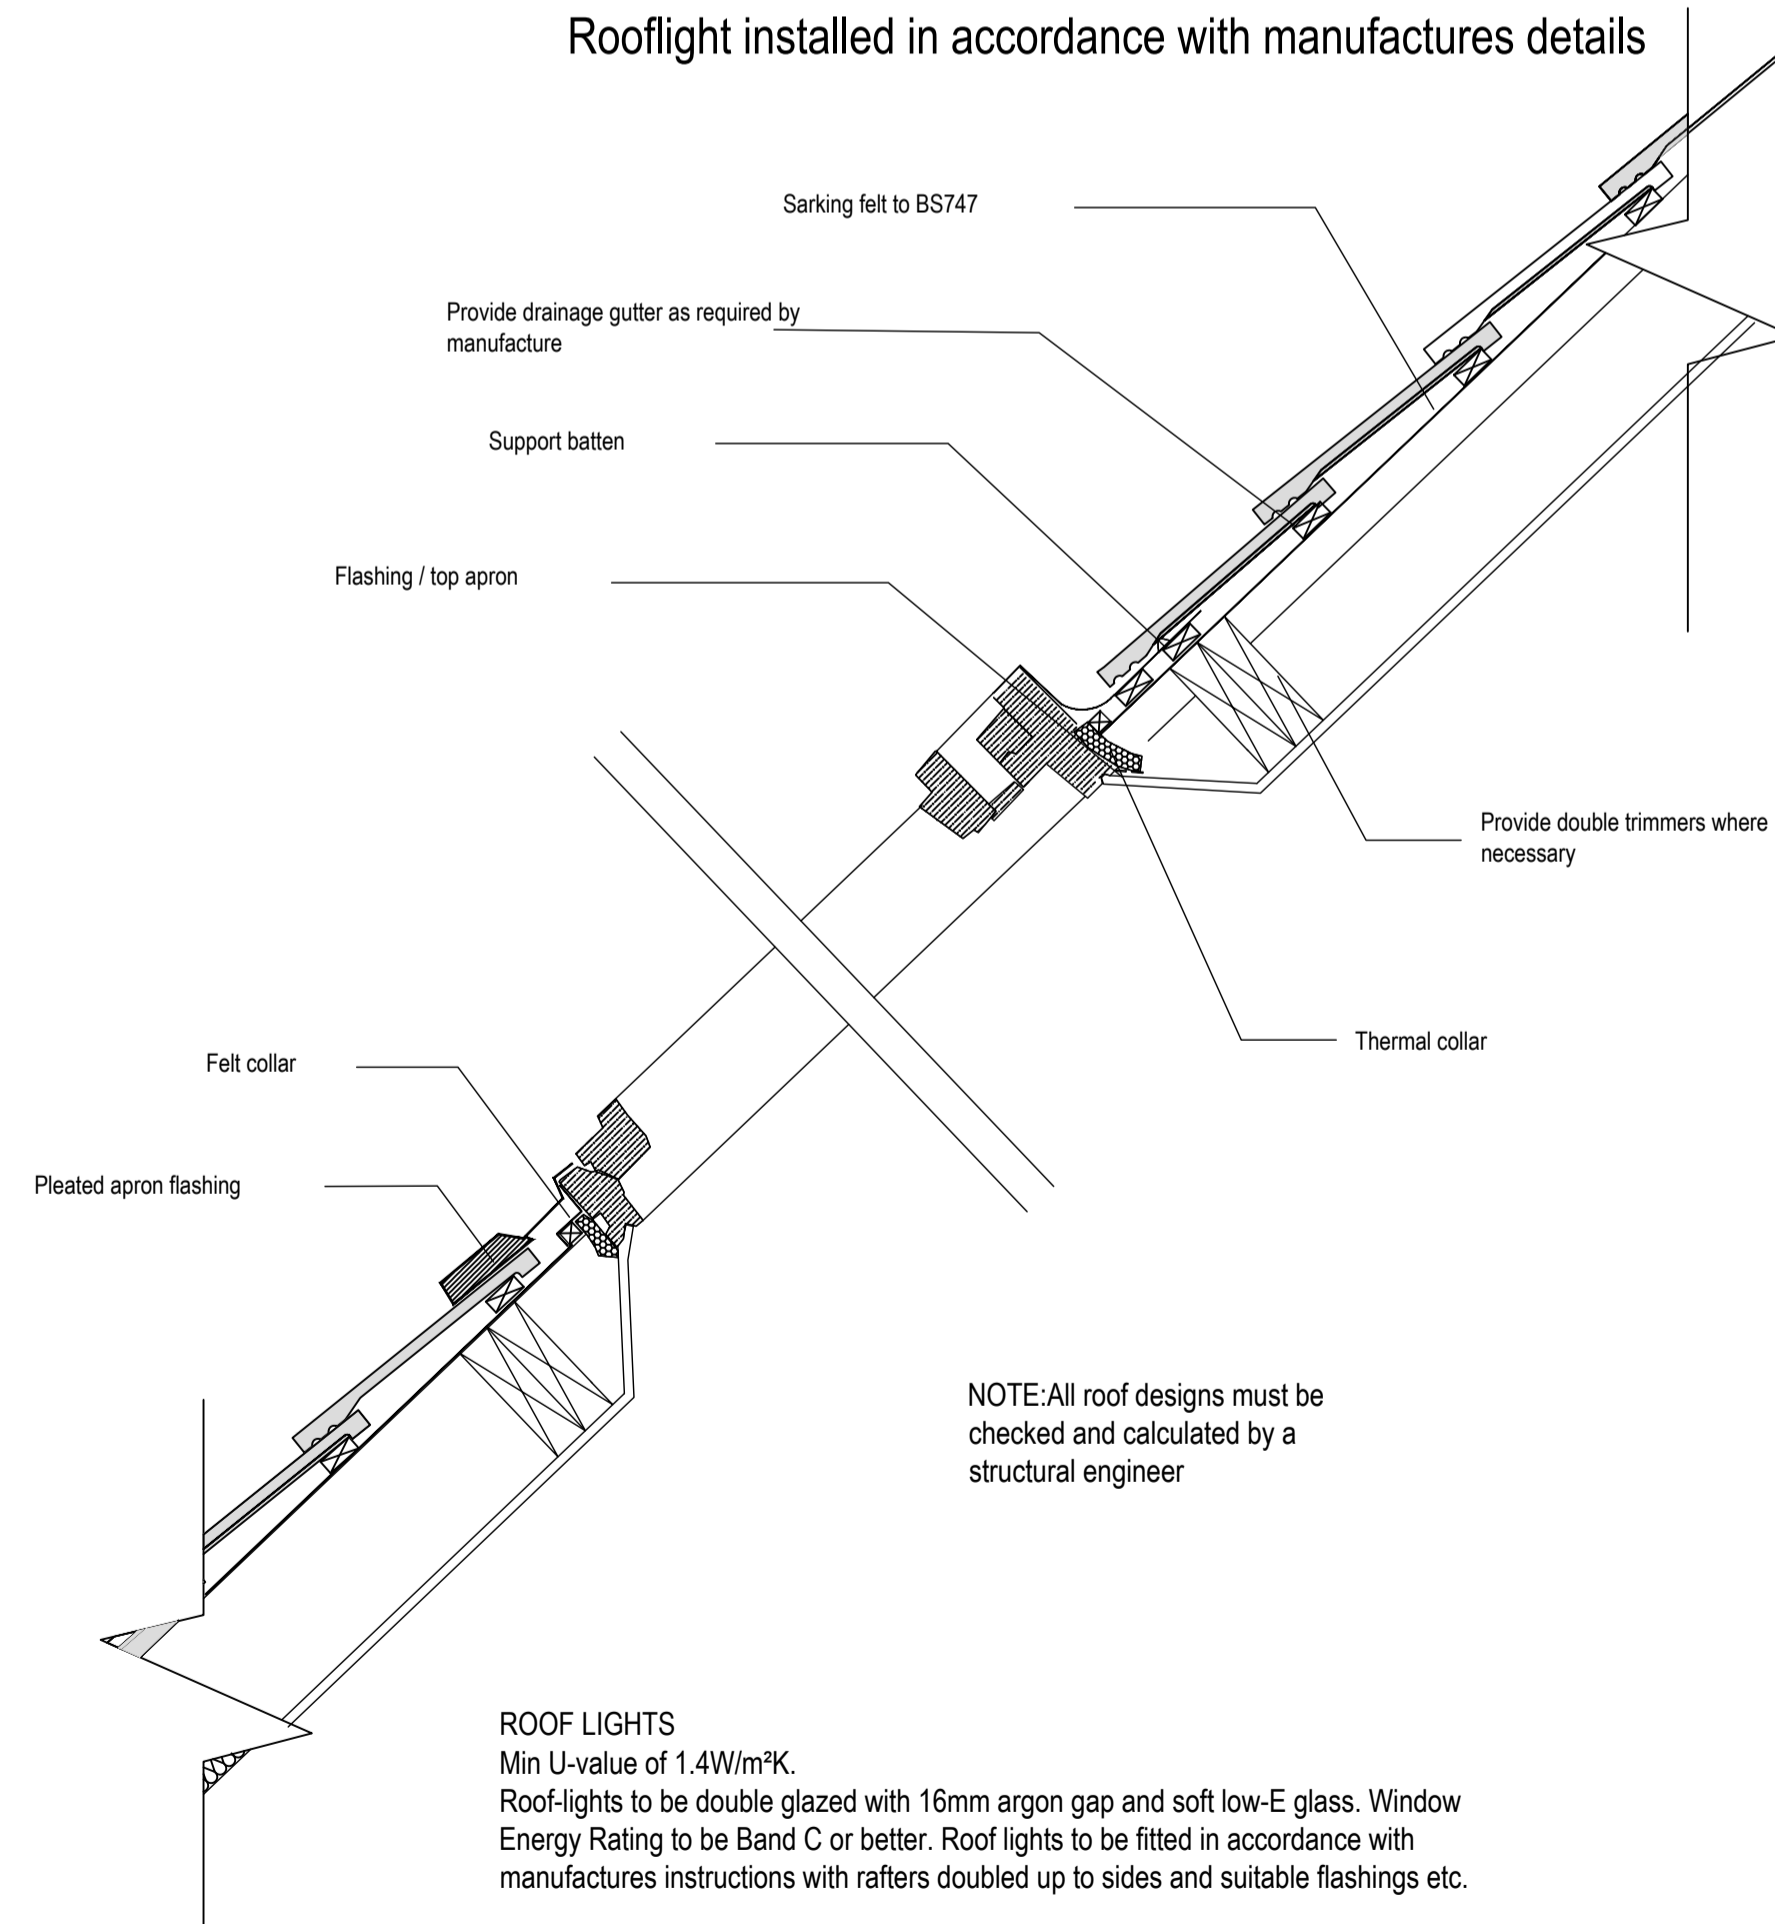 Rooflight installed in accordance with manufactures details
Sarking felt to BS747
Provide drainage gutter as required by
manufacture
Support batten
Flashing / top apron
Provide double trimmers where
necessary
Thermal collar
Felt collar
Pleated apron flashing
NOTE:All roof designs must be
checked and calculated by a
structural engineer
ROOF LIGHTS
Min U-value of 1.4W/m²K.
Roof-lights to be double glazed with 16mm argon gap and soft low-E glass. Window
Energy Rating to be Band C or better. Roof lights to be fitted in accordance with
manufactures instructions with rafters doubled up to sides and suitable flashings etc.